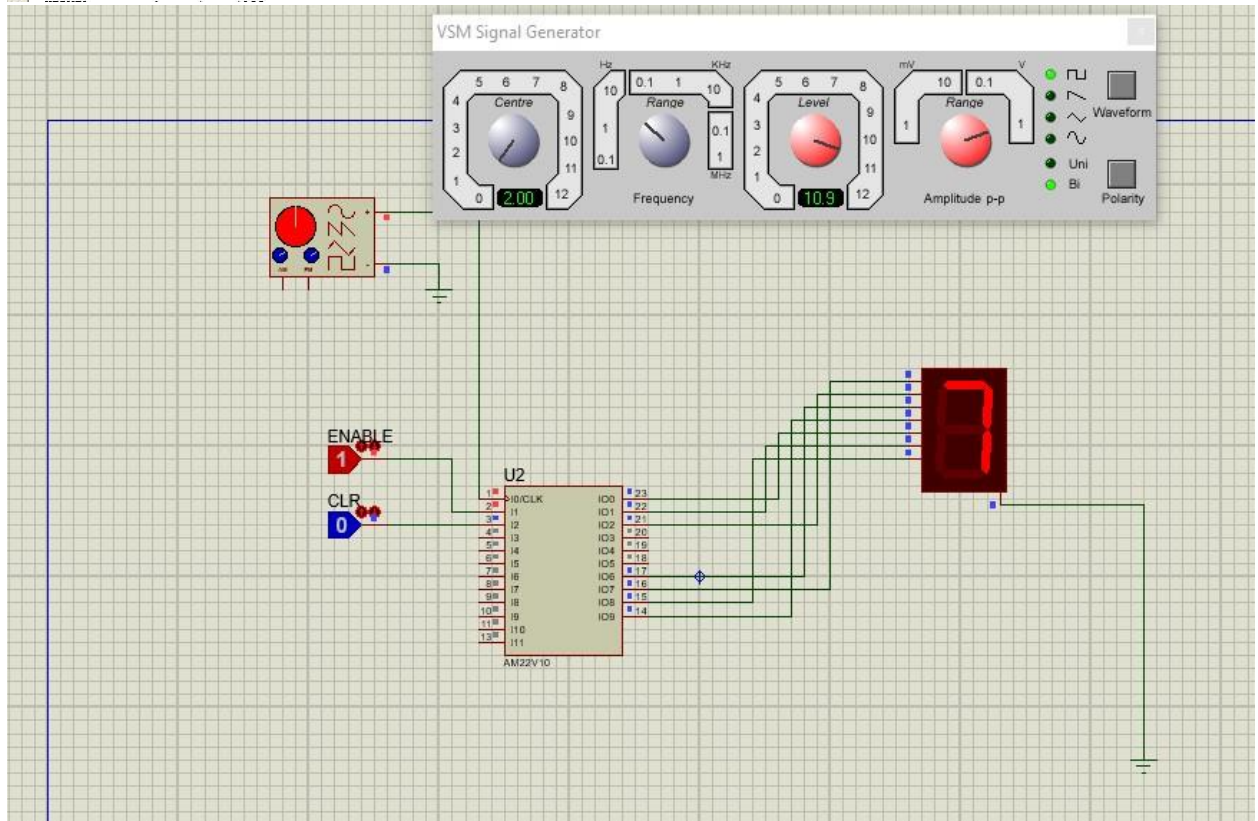 VSM Signal Generator
Centre
0 1 2 3 4 5 6 7 8 9 10 11 12
2.00
Hz KHz
0.1 1 10 0.1 1 10
Range
0.1
1
MHz
Frequency
Level
0 1 2 3 4 5 6 7 8 9 10 11 12
10.9
mV V
1 10 0.1 1
Range
Amplitude p-p
Waveform
Uni
Bi
Polarity
+
-
AM FM
ENABLE
1
CLR
0
U2
1 I0/CLK IO0 23
2 I1 IO1 22
3 I2 IO2 21
4 I3 IO3 20
5 I4 IO4 19
6 I5 IO5 18
7 I6 IO6 17
8 I7 IO7 16
9 I8 IO8 15
10 I9 IO9 14
11 I10
13 I11
AM22V10
7